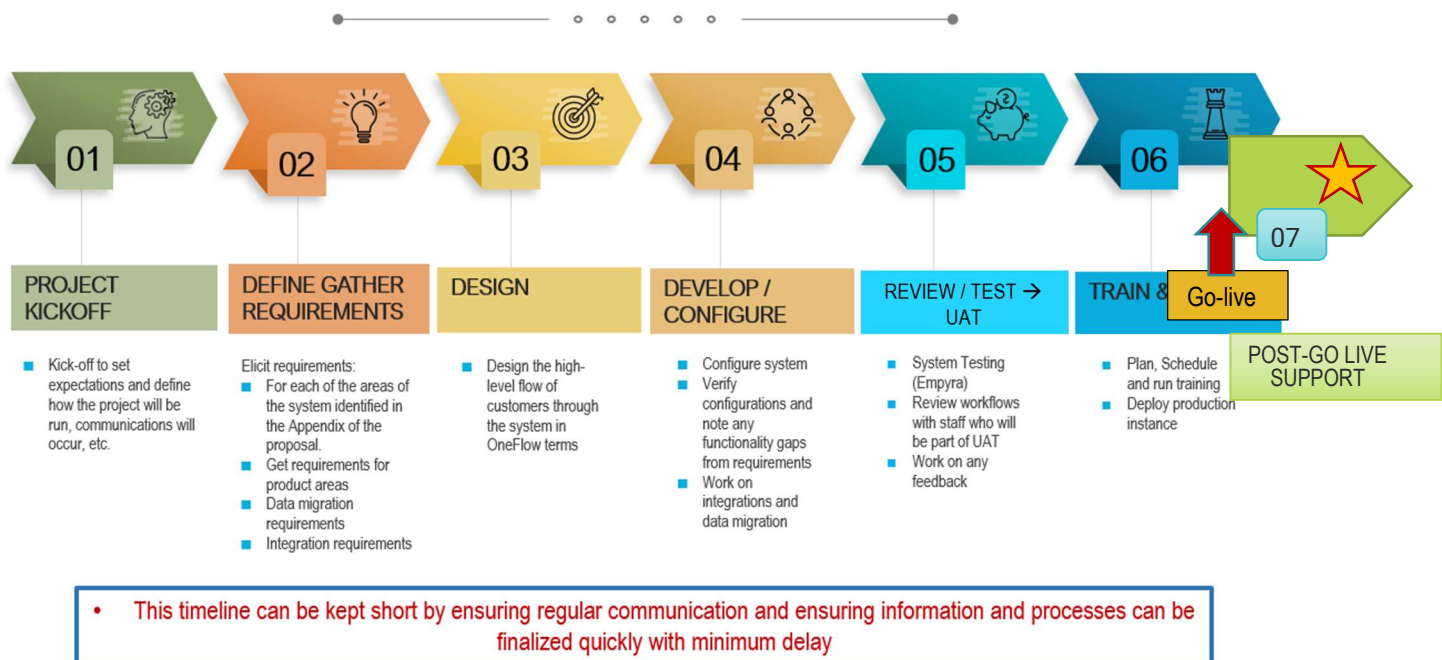 01
02
03
04
05
06
07
PROJECT
KICKOFF
Kick-off to set
expectations and define
how the project will be
run, communications will
occur, etc.
DEFINE GATHER
REQUIREMENTS
Elicit requirements:
For each of the areas of
the system identified in
the Appendix of the
proposal.
Get requirements for
product areas
Data migration
requirements
Integration requirements
DESIGN
Design the high-
level flow of
customers through
the system in
OneFlow terms
DEVELOP /
CONFIGURE
Configure system
Verify
configurations and
note any
functionality gaps
from requirements
Work on
integrations and
data migration
REVIEW / TEST →
UAT
System Testing
(Empyra)
Review workflows
with staff who will
be part of UAT
Work on any
feedback
TRAIN &
Plan, Schedule
and run training
Deploy production
instance
Go-live
POST-GO LIVE
SUPPORT
• This timeline can be kept short by ensuring regular communication and ensuring information and processes can be
finalized quickly with minimum delay